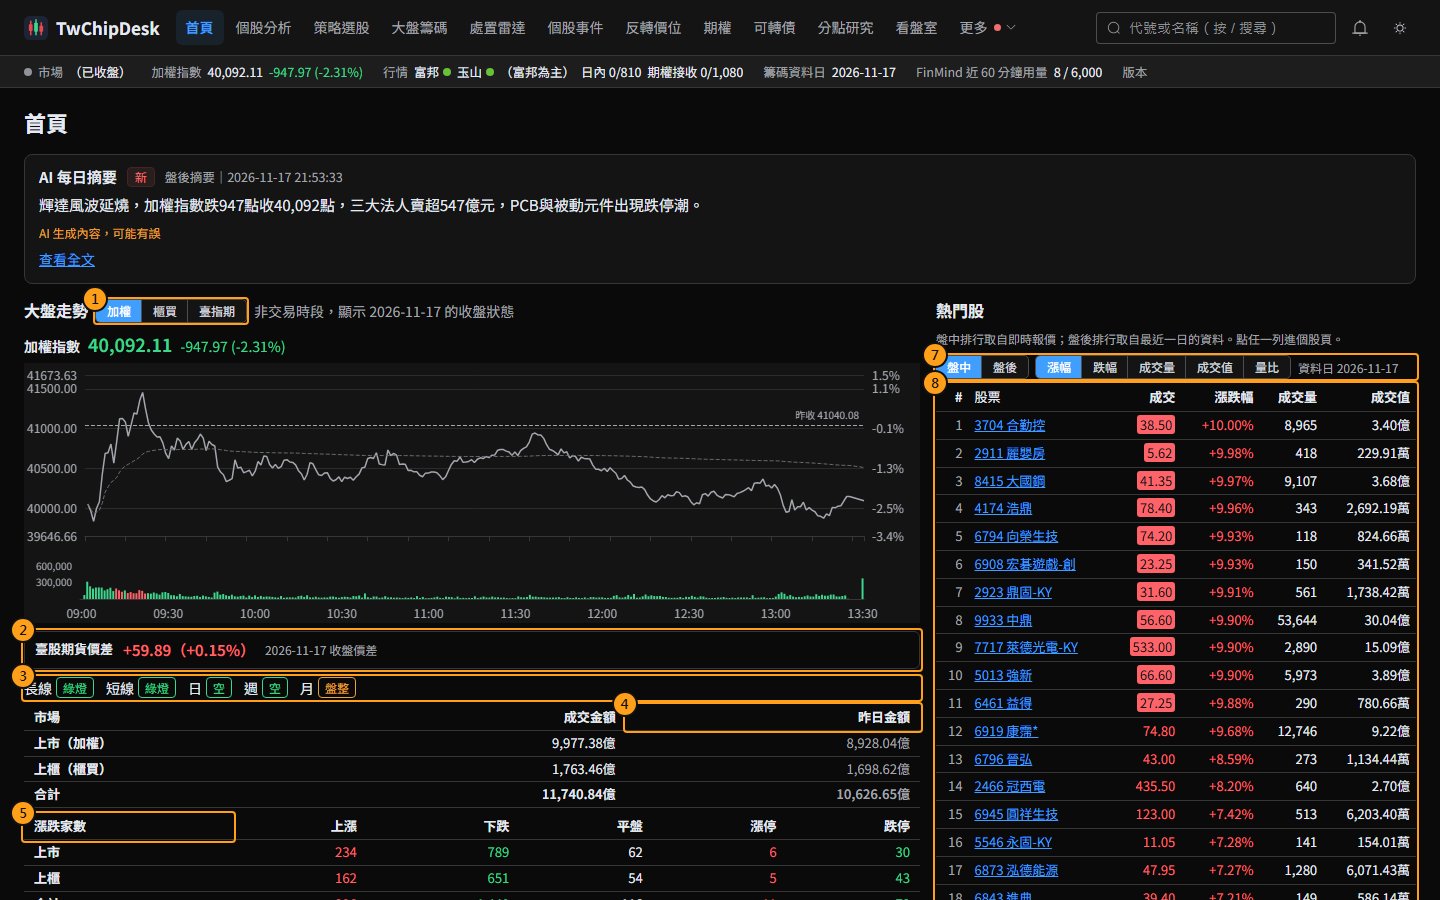 TwChipDesk 首頁 個股分析 策略選股 大盤籌碼 處置雷達 個股事件 反轉價位 期權 可轉債 分點研究 看盤室 更多 代號或名稱（按 / 搜尋）
市場 （已收盤） 加權指數 40,092.11 -947.97 (-2.31%) 行情 富邦 玉山 （富邦為主） 日內 0/810 期權接收 0/1,080 籌碼資料日 2026-11-17 FinMind 近 60 分鐘用量 8 / 6,000 版本
首頁
AI 每日摘要 新 盤後摘要｜2026-11-17 21:53:33
輝達風波延燒，加權指數跌947點收40,092點，三大法人賣超547億元，PCB與被動元件出現跌停潮。
AI 生成內容，可能有誤
查看全文
大盤走勢 1 加權 櫃買 臺指期 非交易時段，顯示 2026-11-17 的收盤狀態
加權指數 40,092.11 -947.97 (-2.31%)
41673.63 1.5%
41500.00 1.1%
昨收 41040.08
41000.00 -0.1%
40500.00 -1.3%
40000.00 -2.5%
39646.66 -3.4%
600,000
300,000
09:00 09:30 10:00 10:30 11:00 11:30 12:00 12:30 13:00 13:30
2
臺股期貨價差 +59.89（+0.15%） 2026-11-17 收盤價差
3
長線 綠燈 短線 綠燈 日 空 週 空 月 盤整
4
市場 成交金額 昨日金額
上市（加權） 9,977.38億 8,928.04億
上櫃（櫃買） 1,763.46億 1,698.62億
合計 11,740.84億 10,626.65億
5
漲跌家數 上漲 下跌 平盤 漲停 跌停
上市 234 789 62 6 30
上櫃 162 651 54 5 43
熱門股
盤中排行取自即時報價；盤後排行取自最近一日的資料。點任一列進個股頁。
7
盤中 盤後 漲幅 跌幅 成交量 成交值 量比 資料日 2026-11-17
8
# 股票 成交 漲跌幅 成交量 成交值
1 3704 合勤控 38.50 +10.00% 8,965 3.40億
2 2911 麗嬰房 5.62 +9.98% 418 229.91萬
3 8415 大國鋼 41.35 +9.97% 9,107 3.68億
4 4174 浩鼎 78.40 +9.96% 343 2,692.19萬
5 6794 向榮生技 74.20 +9.93% 118 824.66萬
6 6908 宏碁遊戲-創 23.25 +9.93% 150 341.52萬
7 2923 鼎固-KY 31.60 +9.91% 561 1,738.42萬
8 9933 中鼎 56.60 +9.90% 53,644 30.04億
9 7717 萊德光電-KY 533.00 +9.90% 2,890 15.09億
10 5013 強新 66.60 +9.90% 5,973 3.89億
11 6461 益得 27.25 +9.88% 290 780.66萬
12 6919 康霈* 74.80 +9.68% 12,746 9.22億
13 6796 晉弘 43.00 +8.59% 273 1,134.44萬
14 2466 冠西電 435.50 +8.20% 640 2.70億
15 6945 圓祥生技 123.00 +7.42% 513 6,203.40萬
16 5546 永固-KY 11.05 +7.28% 141 154.01萬
17 6873 泓德能源 47.95 +7.27% 1,280 6,071.43萬
18 6843 進典 39.40 +7.21% 149 586.14萬